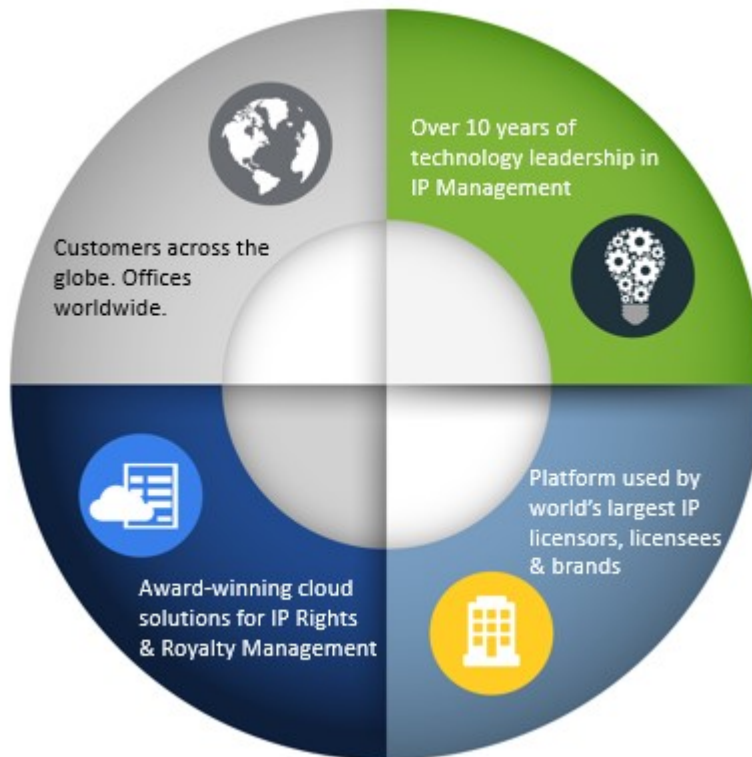 Over 10 years of
technology leadership in
IP Management
Customers across the
globe. Offices
worldwide.
Platform used by
world’s largest IP
licensors, licensees
& brands
Award-winning cloud
solutions for IP Rights
& Royalty Management